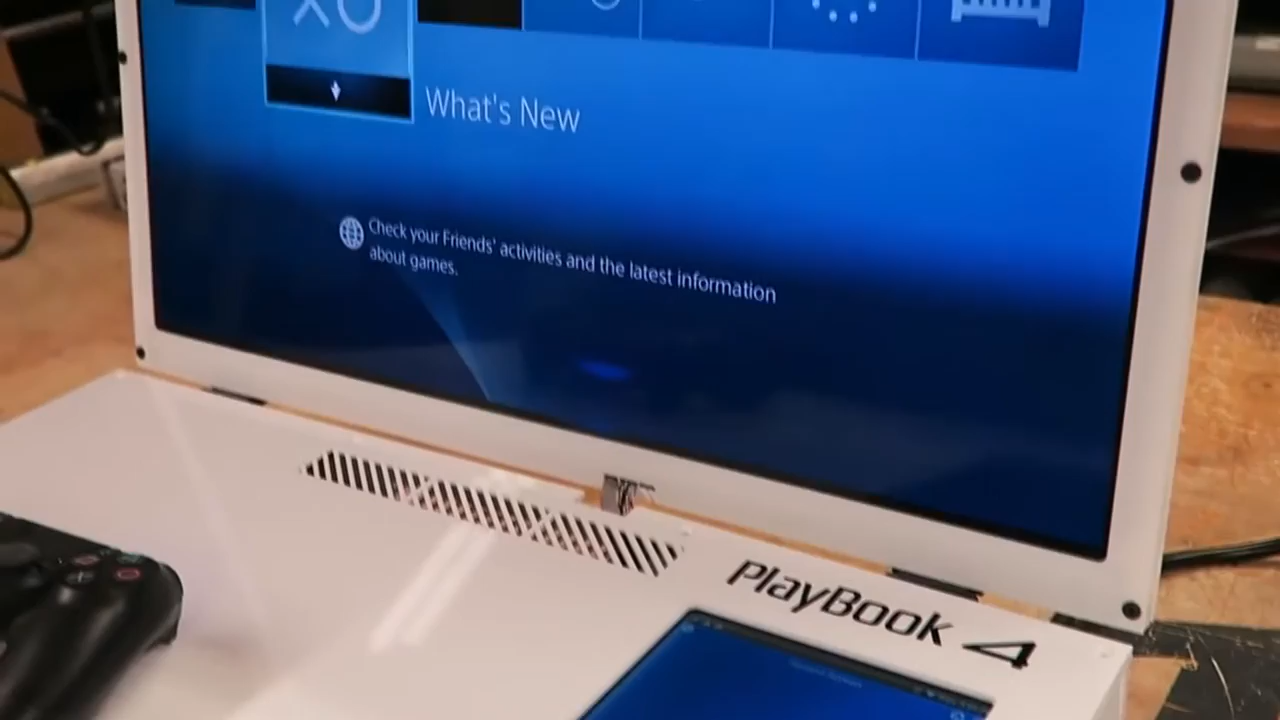 What's New
Check your Friends' activities and the latest information
about games.
PlayBook 4